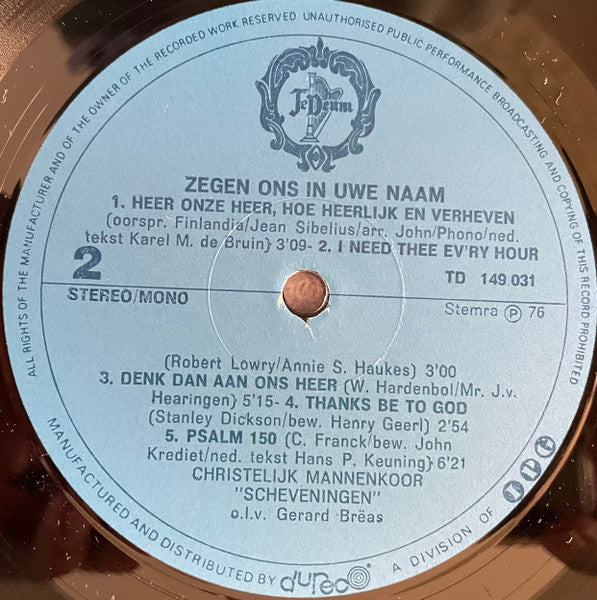 ALL RIGHTS OF THE MANUFACTURER AND OF THE OWNER OF THE RECORDED WORK RESERVED UNAUTHORISED PUBLIC PERFORMANCE BROADCASTING AND COPYING OF THIS RECORD PROHIBITED
TeDeum
ZEGEN ONS IN UWE NAAM
1. HEER ONZE HEER, HOE HEERLIJK EN VERHEVEN
(oorspr. Finlandia/Jean Sibelius/arr. John/Phono/ned.
tekst Karel M. de Bruin} 3'09- 2. I NEED THEE EV'RY HOUR
2
TD 149.031
STEREO/MONO
Stemra Ⓟ 76
(Robert Lowry/Annie S. Haukes) 3'00
3. DENK DAN AAN ONS HEER (W. Hardenbol/Mr. J.v.
Hearingen} 5'15- 4. THANKS BE TO GOD
(Stanley Dickson/bew. Henry Geerl) 2'54
5. PSALM 150 (C. Franck/bew. John
Krediet/ned. tekst Hans P. Keuning} 6'21
CHRISTELIJK MANNENKOOR
"SCHEVENINGEN"
o.l.v. Gerard Brëas
MANUFACTURED AND DISTRIBUTED BY dureco A DIVISION OF